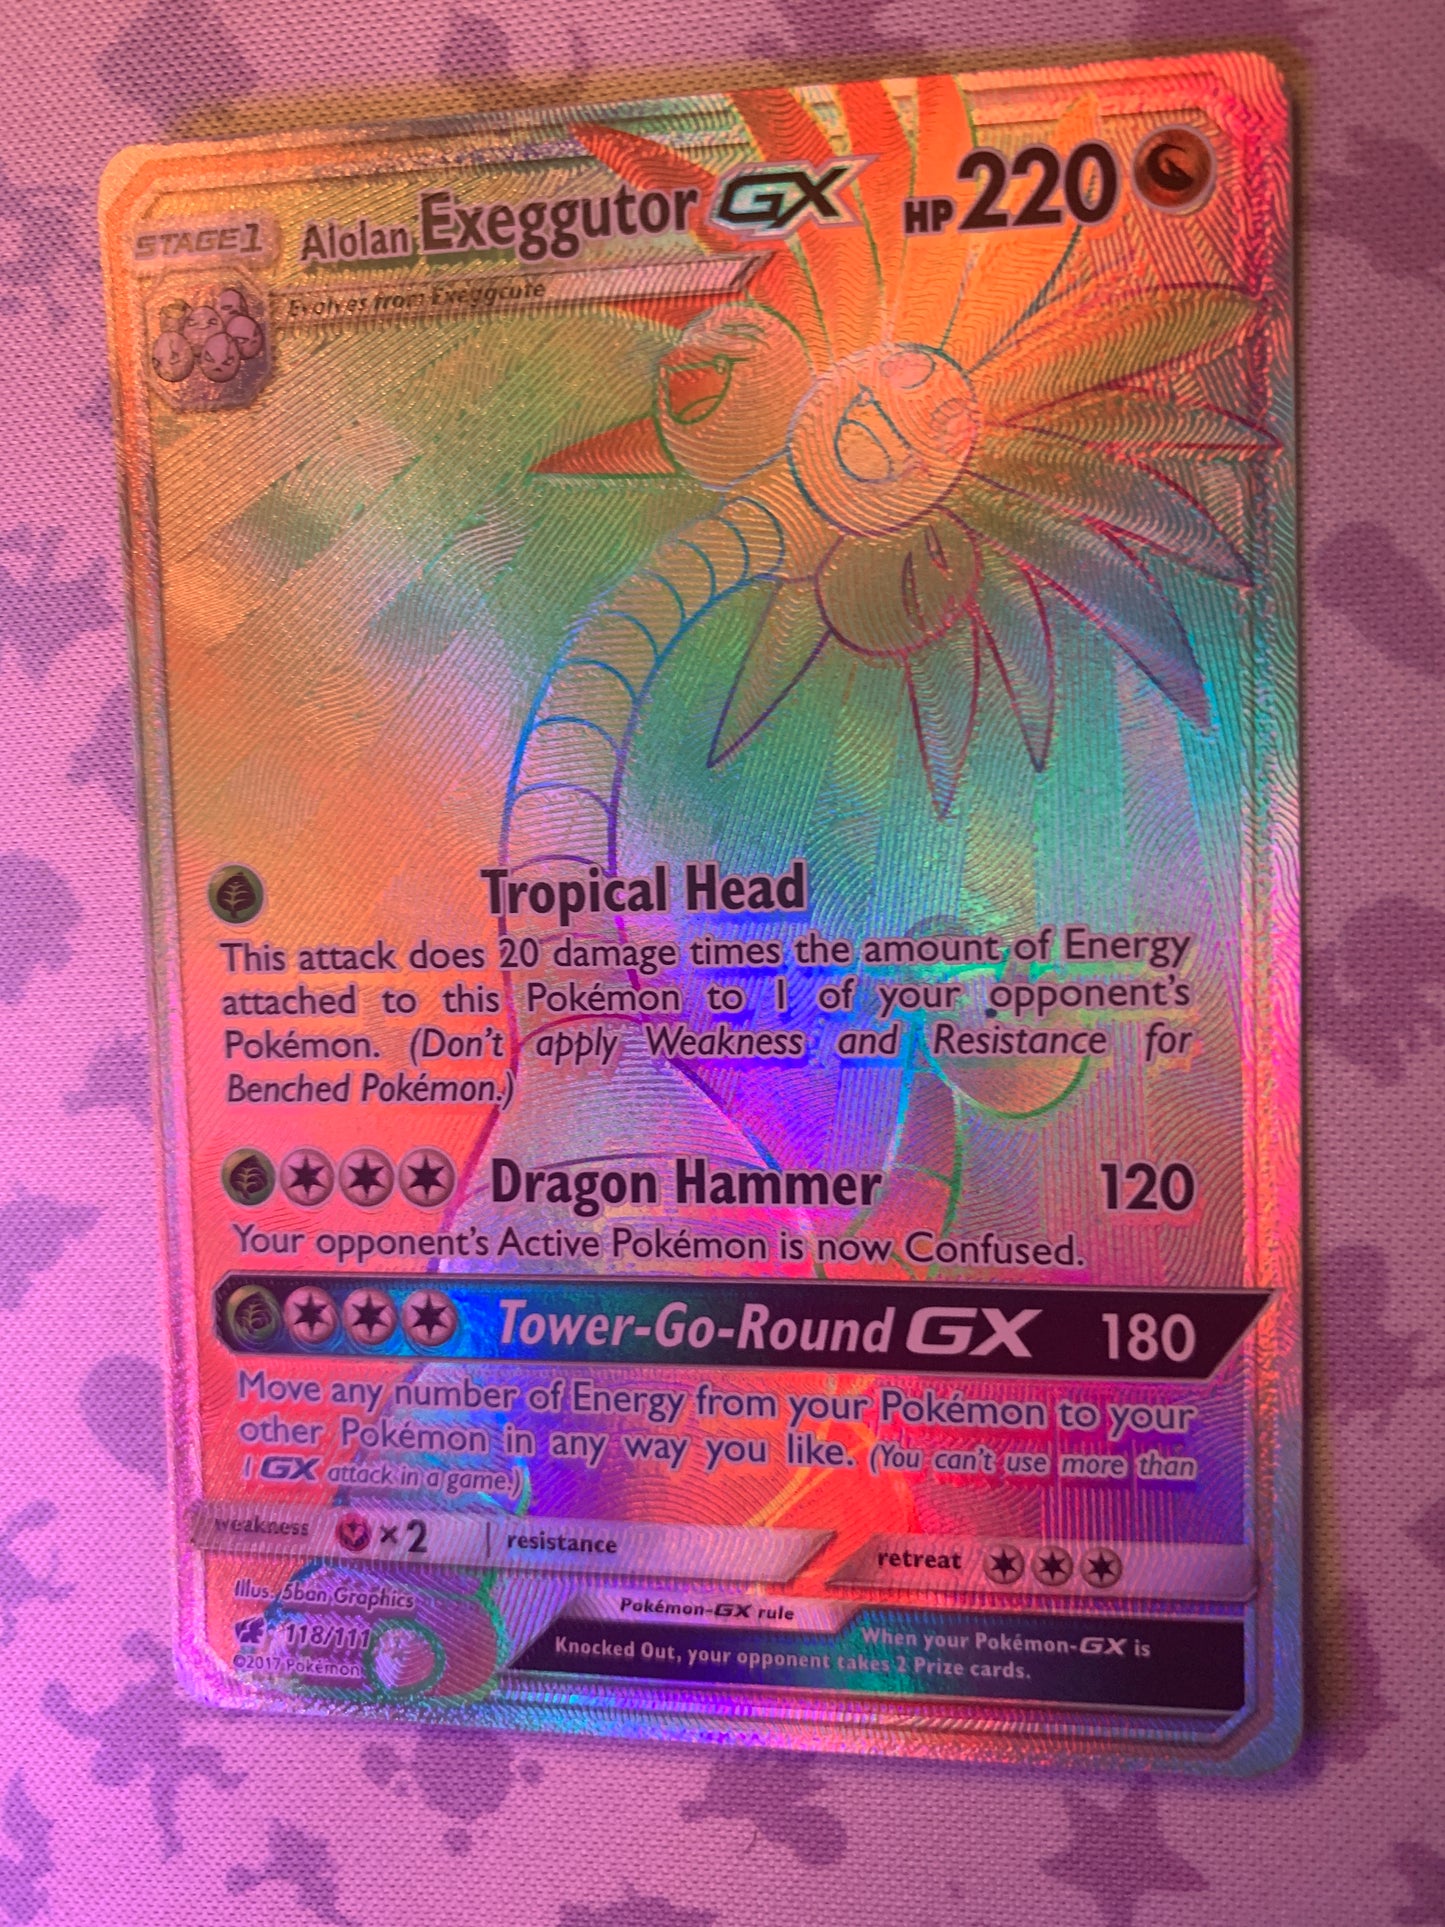 STAGE1 Alolan Exeggutor GX HP 220
Evolves from Exeggcute
Tropical Head
This attack does 20 damage times the amount of Energy
attached to this Pokémon to 1 of your opponent's
Pokémon. (Don't apply Weakness and Resistance for
Benched Pokémon.)
Dragon Hammer 120
Your opponent's Active Pokémon is now Confused.
Tower-Go-Round GX 180
Move any number of Energy from your Pokémon to your
other Pokémon in any way you like. (You can't use more than
1 GX attack in a game.)
weakness ×2 resistance retreat
Illus. 5ban Graphics
118/111
©2017 Pokémon
Pokémon-GX rule
When your Pokémon-GX is
Knocked Out, your opponent takes 2 Prize cards.